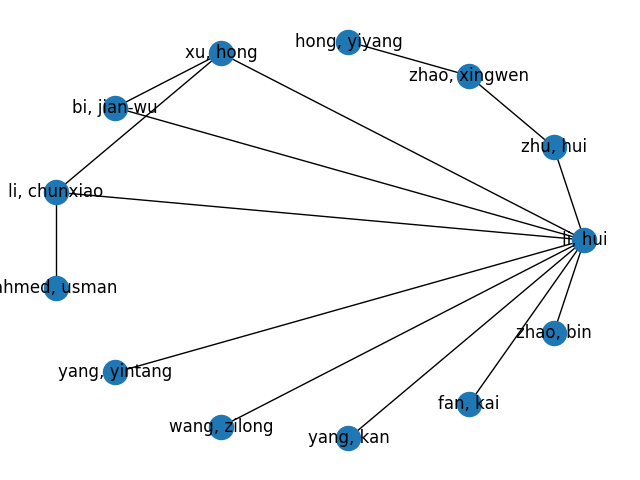 hong, yiyang
xu, hong
zhao, xingwen
bi, jian-wu
zhu, hui
li, chunxiao
li, hui
ahmed, usman
zhao, bin
yang, yintang
fan, kai
wang, zilong
yang, kan